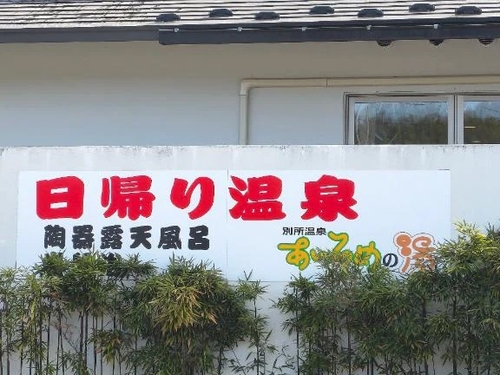 日帰り温泉
陶器露天風呂
別所温泉
あいそめの湯